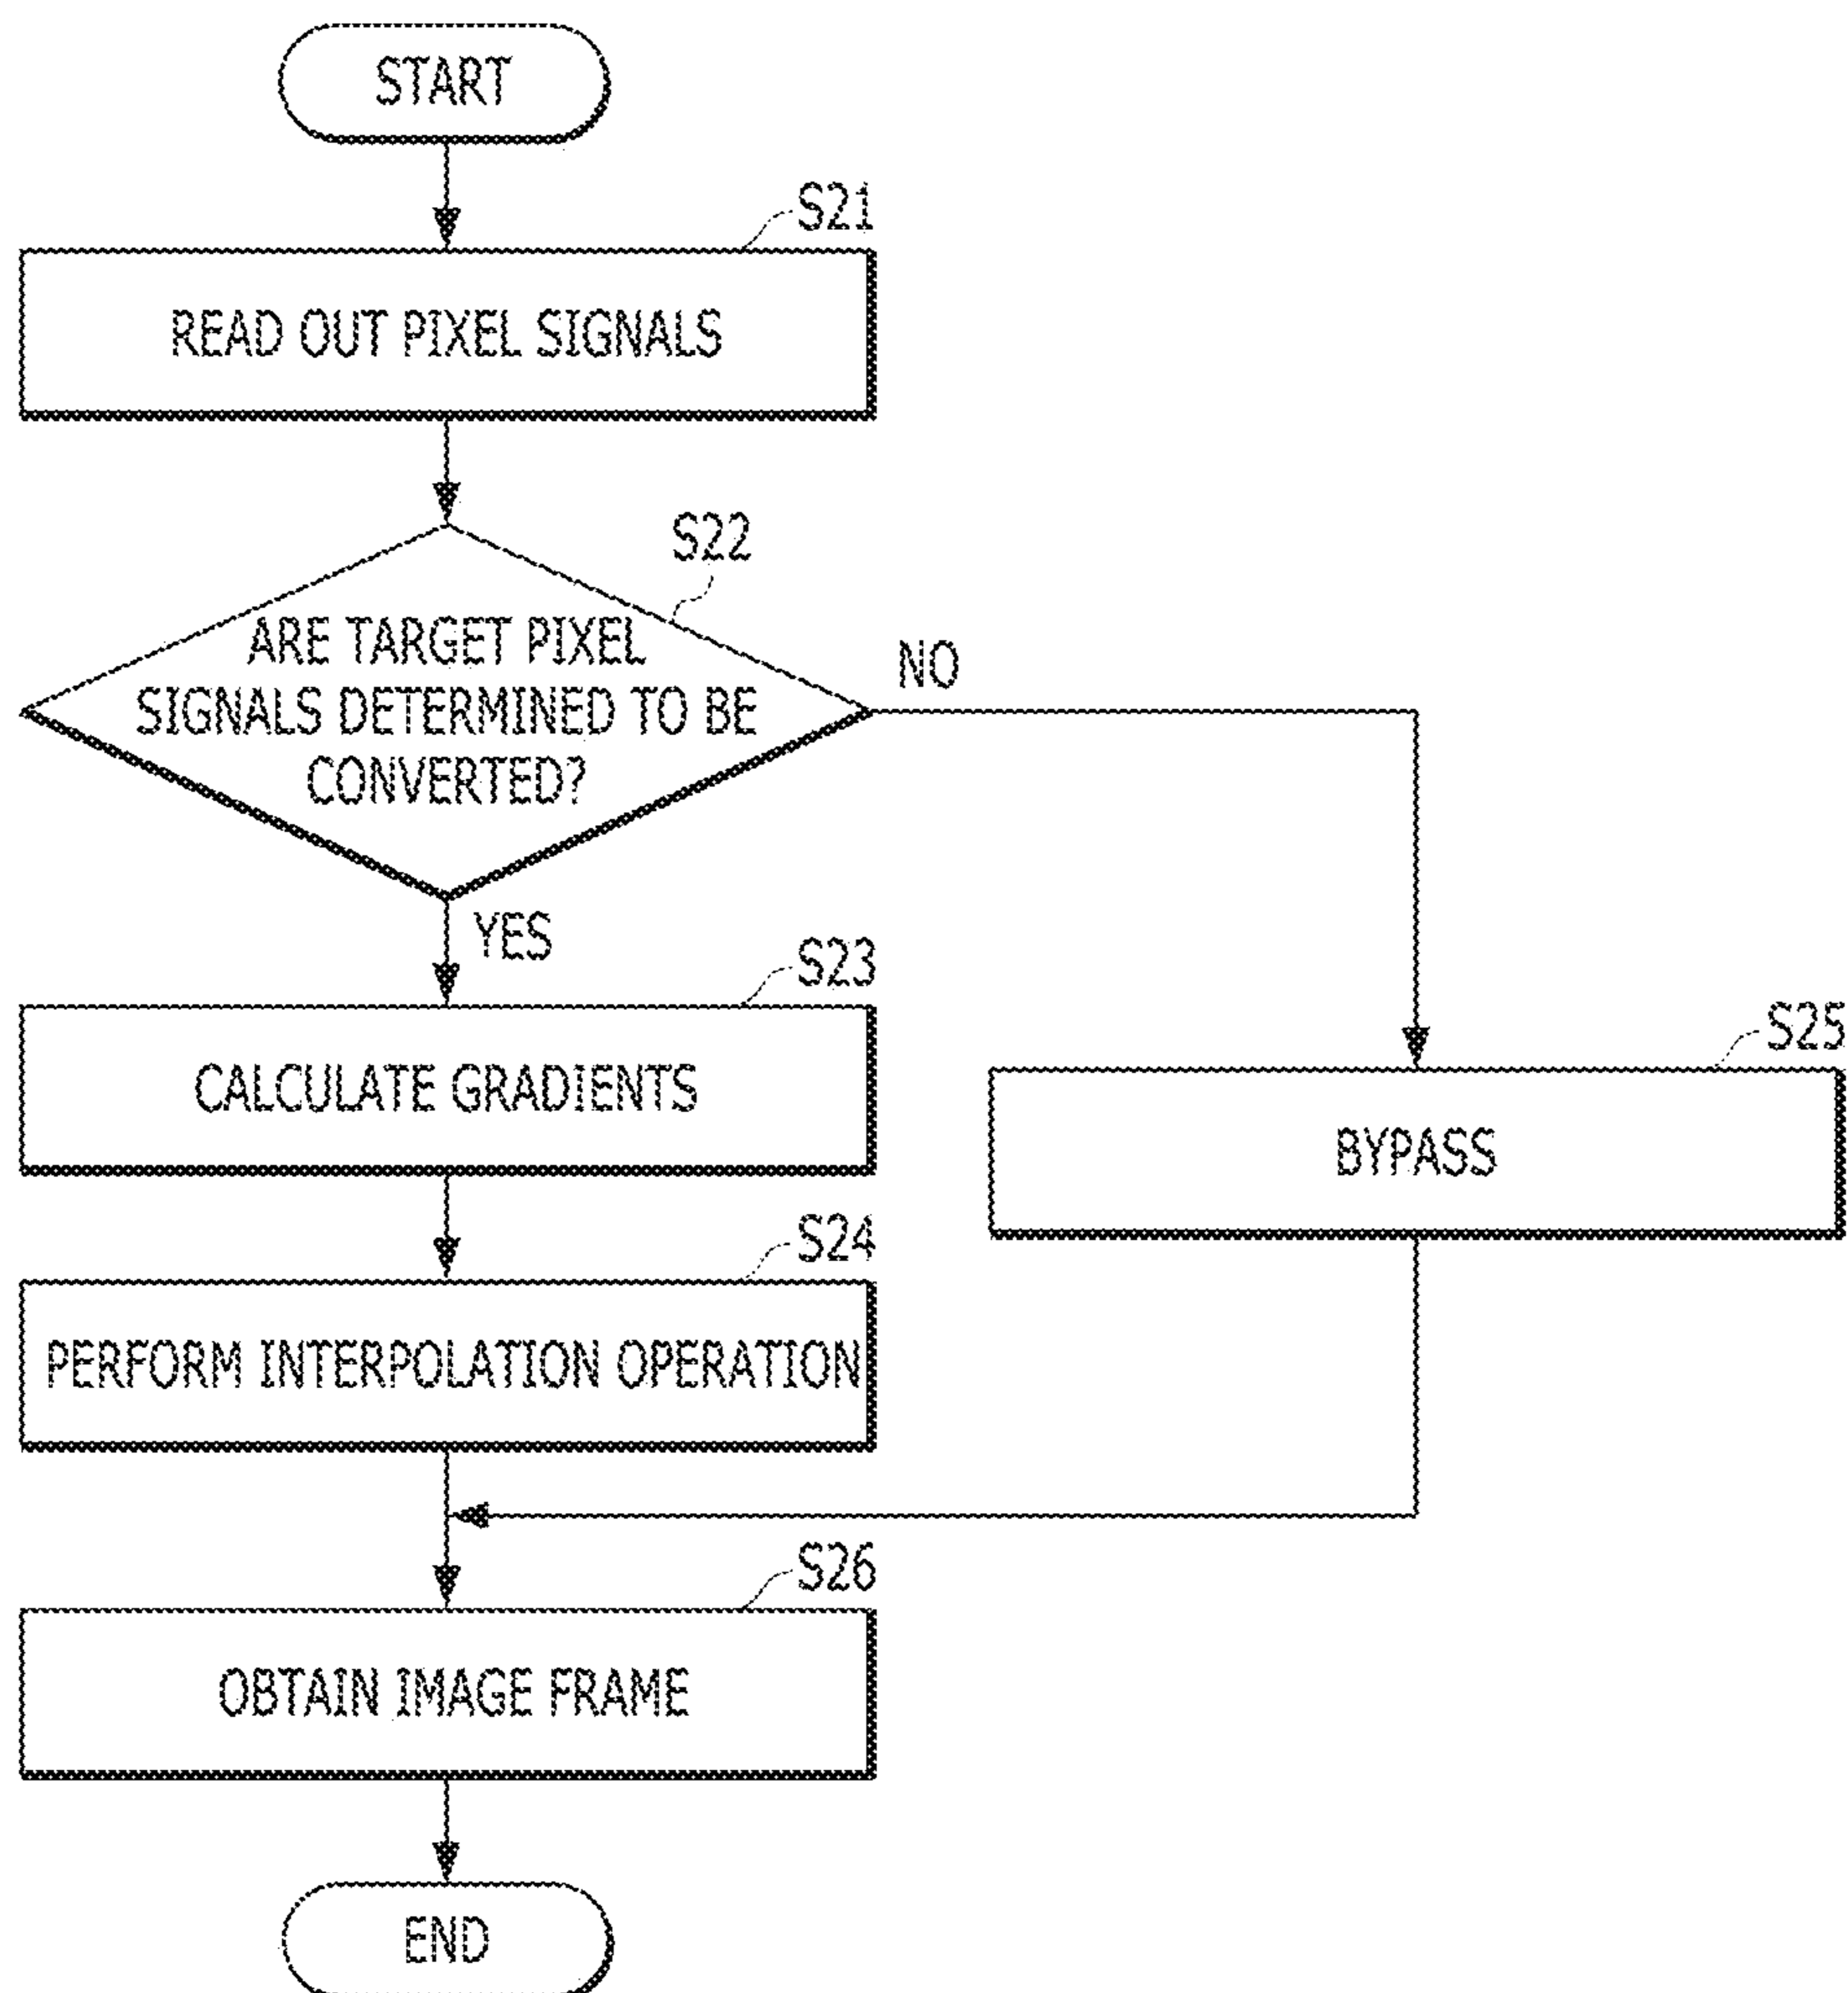 START
S21
READ OUT PIXEL SIGNALS
S22
ARE TARGET PIXEL
SIGNALS DETERMINED TO BE
CONVERTED?
NO
YES
S23
CALCULATE GRADIENTS
S25
BYPASS
S24
PERFORM INTERPOLATION OPERATION
S26
OBTAIN IMAGE FRAME
END